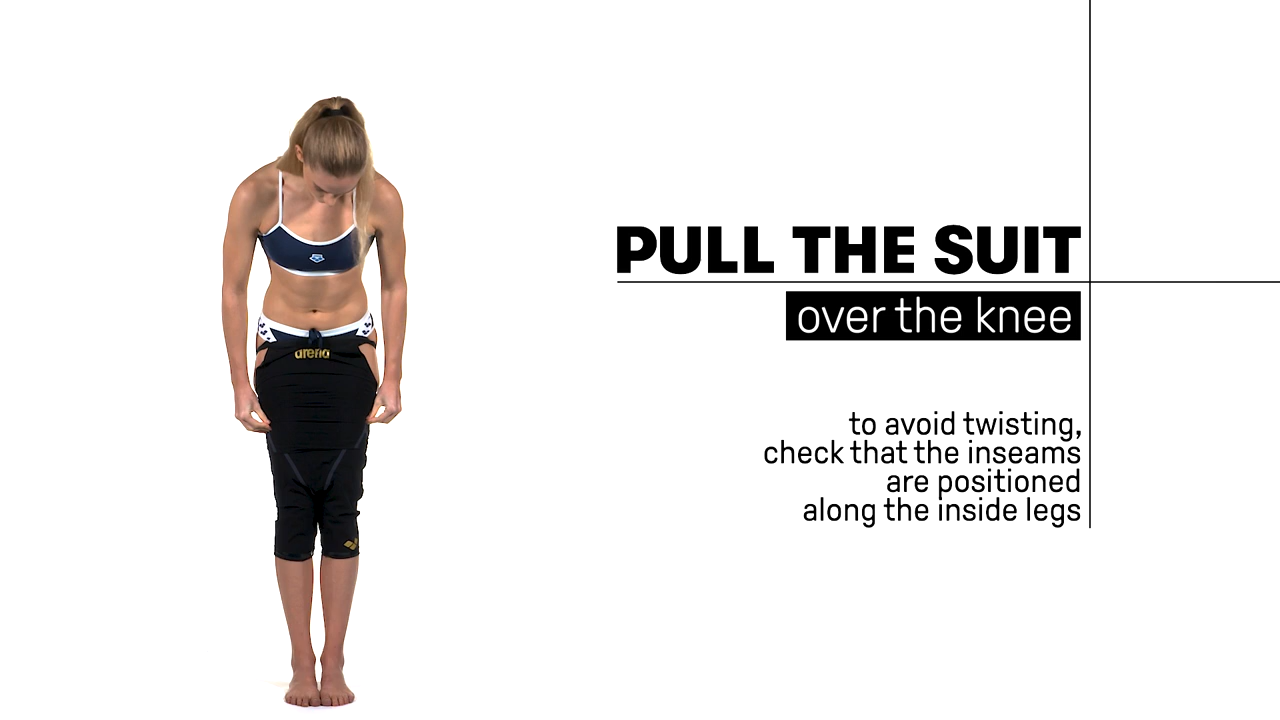 PULL THE SUIT
over the knee
to avoid twisting,
check that the inseams
are positioned
along the inside legs
arena